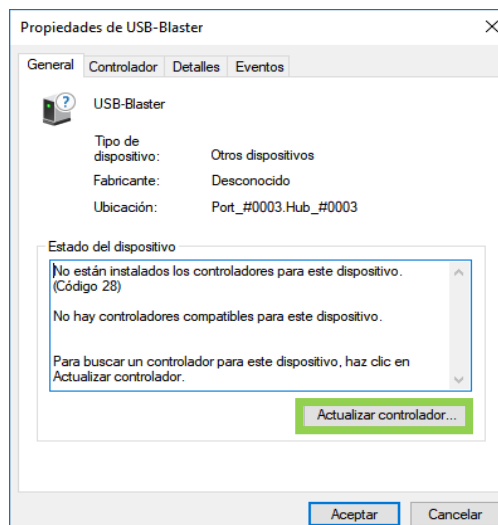 Propiedades de USB-Blaster
General Controlador Detalles Eventos
USB-Blaster
Tipo de
dispositivo: Otros dispositivos
Fabricante: Desconocido
Ubicación: Port_#0003.Hub_#0003
Estado del dispositivo
No están instalados los controladores para este dispositivo.
(Código 28)
No hay controladores compatibles para este dispositivo.
Para buscar un controlador para este dispositivo, haz clic en
Actualizar controlador.
Actualizar controlador...
Aceptar Cancelar